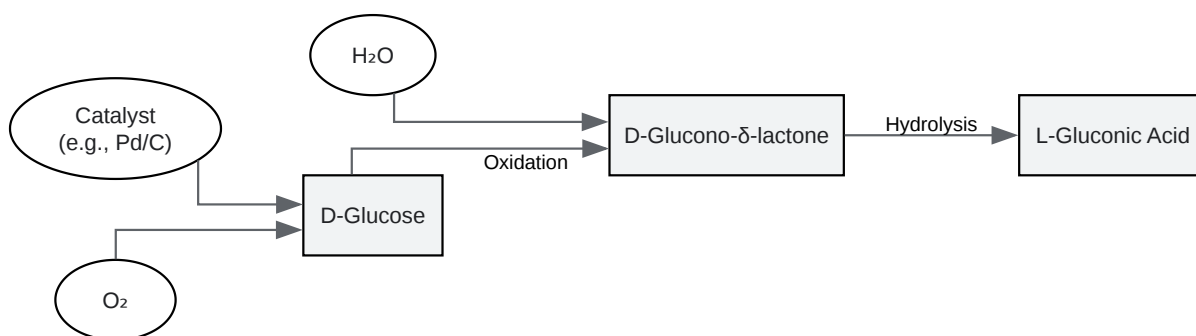 H₂O
Catalyst
(e.g., Pd/C)
D-Glucono-δ-lactone
Hydrolysis
L-Gluconic Acid
Oxidation
D-Glucose
O₂